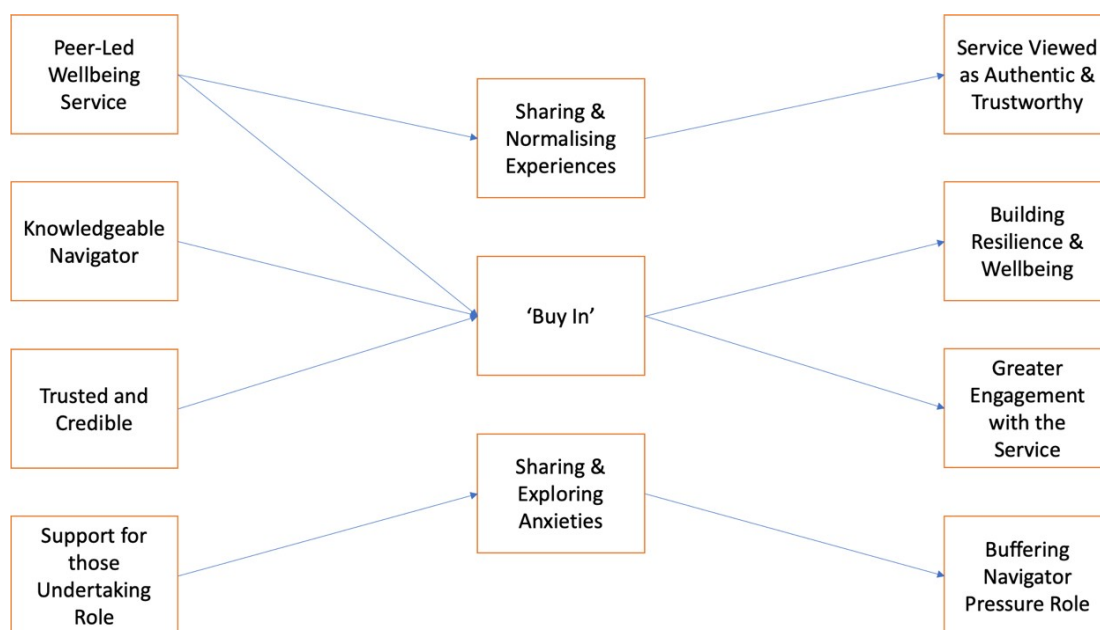 Peer-Led
Wellbeing
Service
Knowledgeable
Navigator
Trusted and
Credible
Support for
those
Undertaking
Role
Sharing &
Normalising
Experiences
‘Buy In’
Sharing &
Exploring
Anxieties
Service Viewed
as Authentic &
Trustworthy
Building
Resilience &
Wellbeing
Greater
Engagement
with the
Service
Buffering
Navigator
Pressure Role